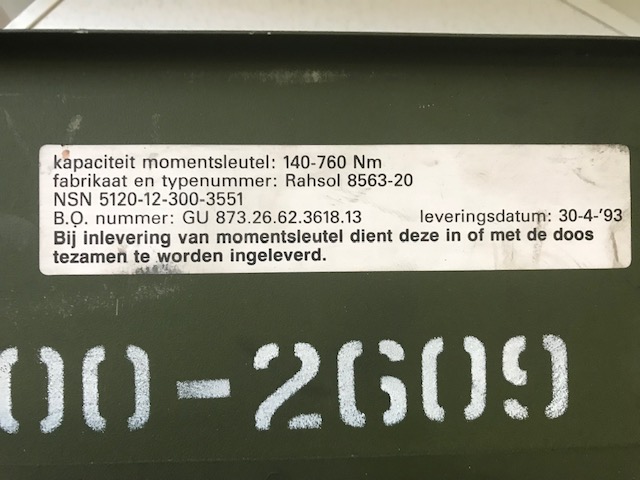 kapaciteit momentsleutel: 140-760 Nm
fabrikaat en typenummer: Rahsol 8563-20
NSN 5120-12-300-3551
B.O. nummer: GU 873.26.62.3618.13 leveringsdatum: 30-4-'93
Bij inlevering van momentsleutel dient deze in of met de doos
tezamen te worden ingeleverd.
00-2609